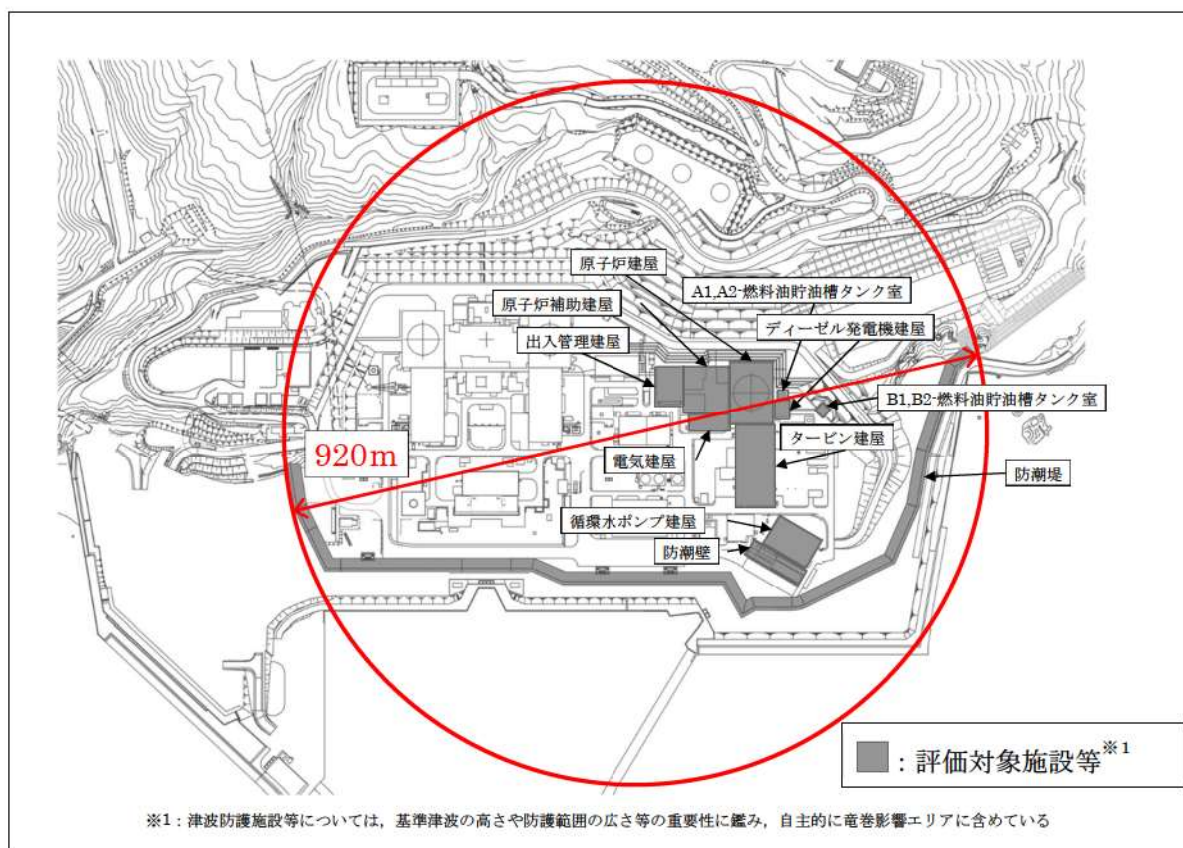 原子炉建屋
A1,A2-燃料油貯油槽タンク室
原子炉補助建屋
ディーゼル発電機建屋
出入管理建屋
B1,B2-燃料油貯油槽タンク室
タービン建屋
920m
電気建屋
防潮堤
循環水ポンプ建屋
防潮壁
：評価対象施設等※1
※1：津波防護施設等については，基準津波の高さや防護範囲の広さ等の重要性に鑑み，自主的に竜巻影響エリアに含めている